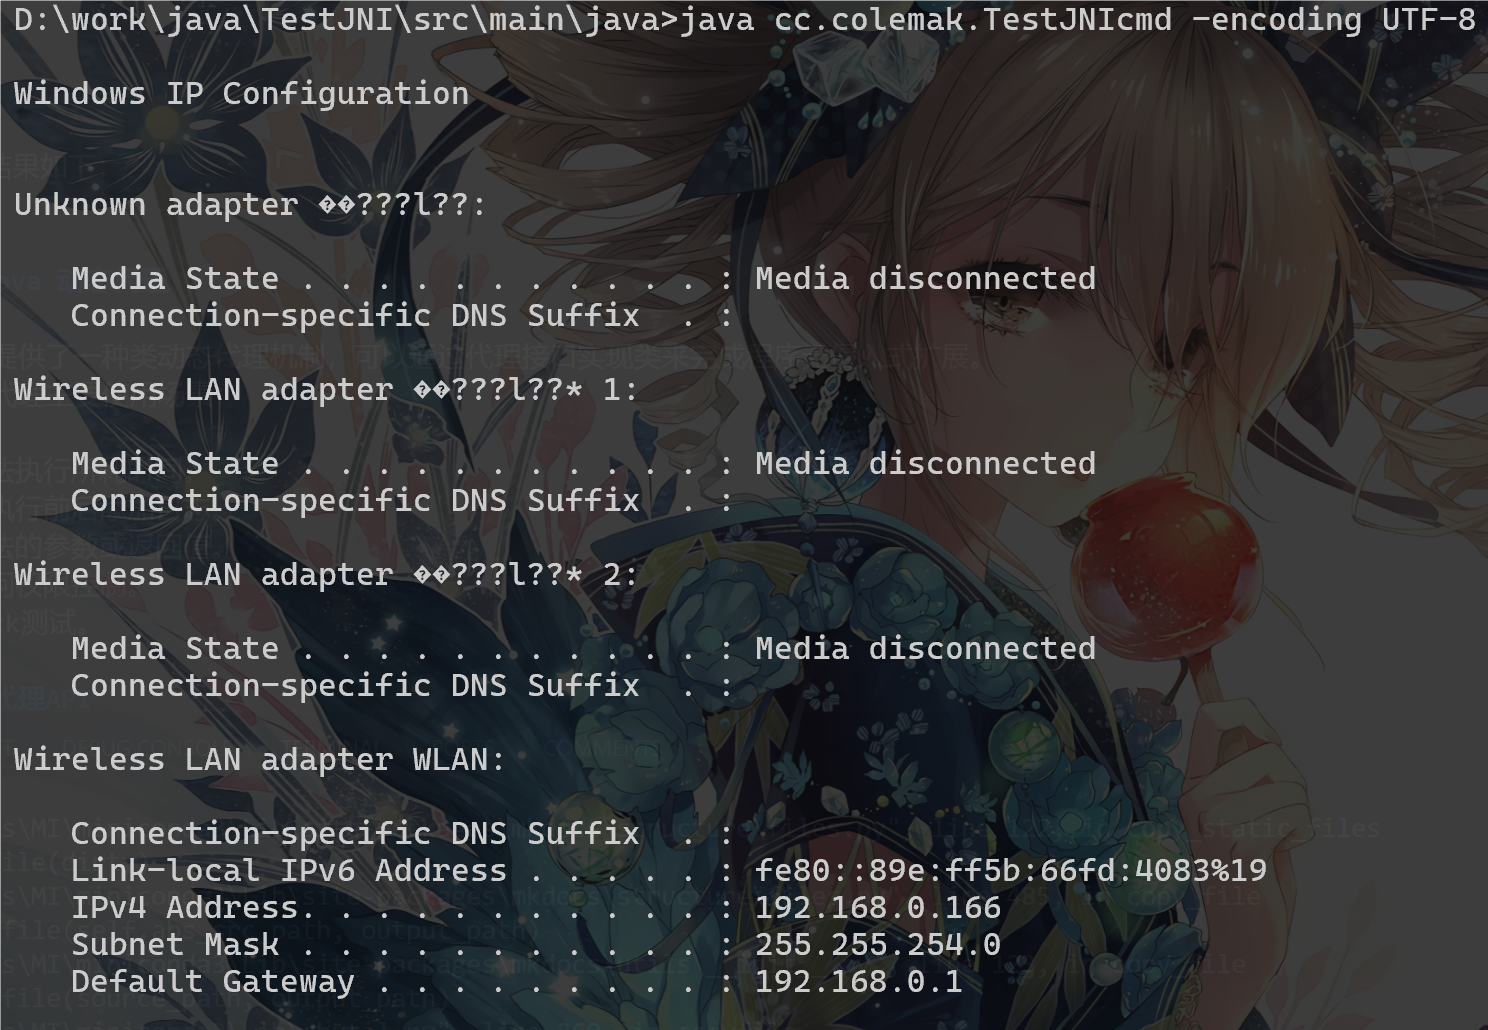 D:\work\java\TestJNI\src\main\java>java cc.colemak.TestJNIcmd -encoding UTF-8
Windows IP Configuration
Unknown adapter ��???l??:
Media State . . . . . . . . . . . : Media disconnected
Connection-specific DNS Suffix  . :
Wireless LAN adapter ��???l??* 1:
Media State . . . . . . . . . . . : Media disconnected
Connection-specific DNS Suffix  . :
Wireless LAN adapter ��???l??* 2:
Media State . . . . . . . . . . . : Media disconnected
Connection-specific DNS Suffix  . :
Wireless LAN adapter WLAN:
Connection-specific DNS Suffix  . :
Link-local IPv6 Address . . . . . : fe80::89e:ff5b:66fd:4083%19
IPv4 Address. . . . . . . . . . . : 192.168.0.166
Subnet Mask . . . . . . . . . . . : 255.255.254.0
Default Gateway . . . . . . . . . : 192.168.0.1